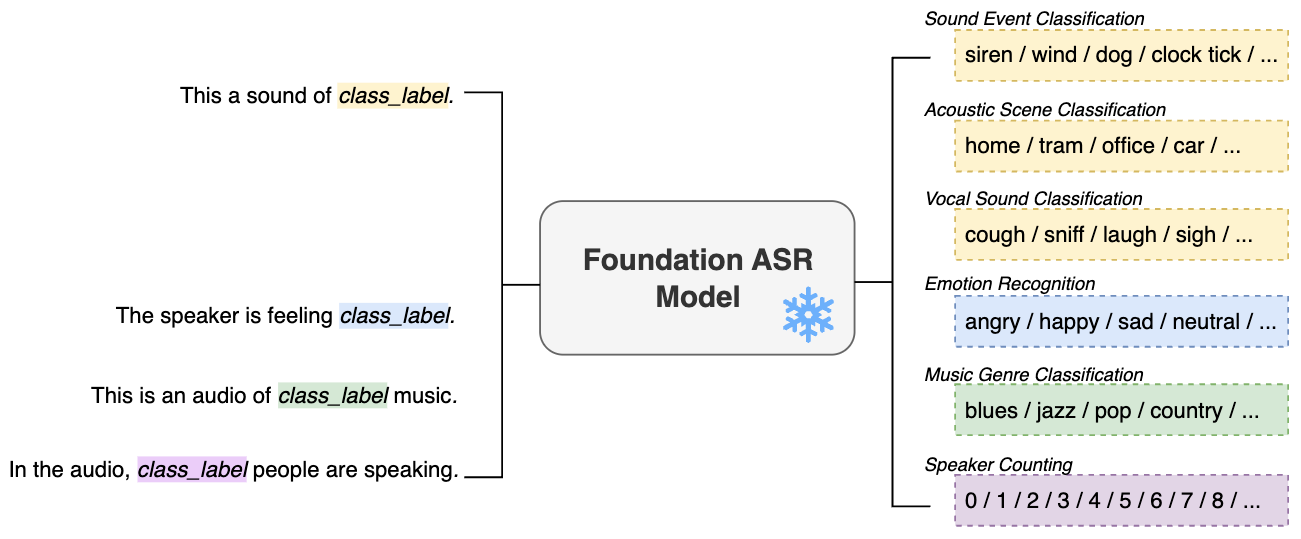 This a sound of class_label.
The speaker is feeling class_label.
This is an audio of class_label music.
In the audio, class_label people are speaking.
Foundation ASR
Model
Sound Event Classification
siren / wind / dog / clock tick / ...
Acoustic Scene Classification
home / tram / office / car / ...
Vocal Sound Classification
cough / sniff / laugh / sigh / ...
Emotion Recognition
angry / happy / sad / neutral / ...
Music Genre Classification
blues / jazz / pop / country / ...
Speaker Counting
0 / 1 / 2 / 3 / 4 / 5 / 6 / 7 / 8 / ...